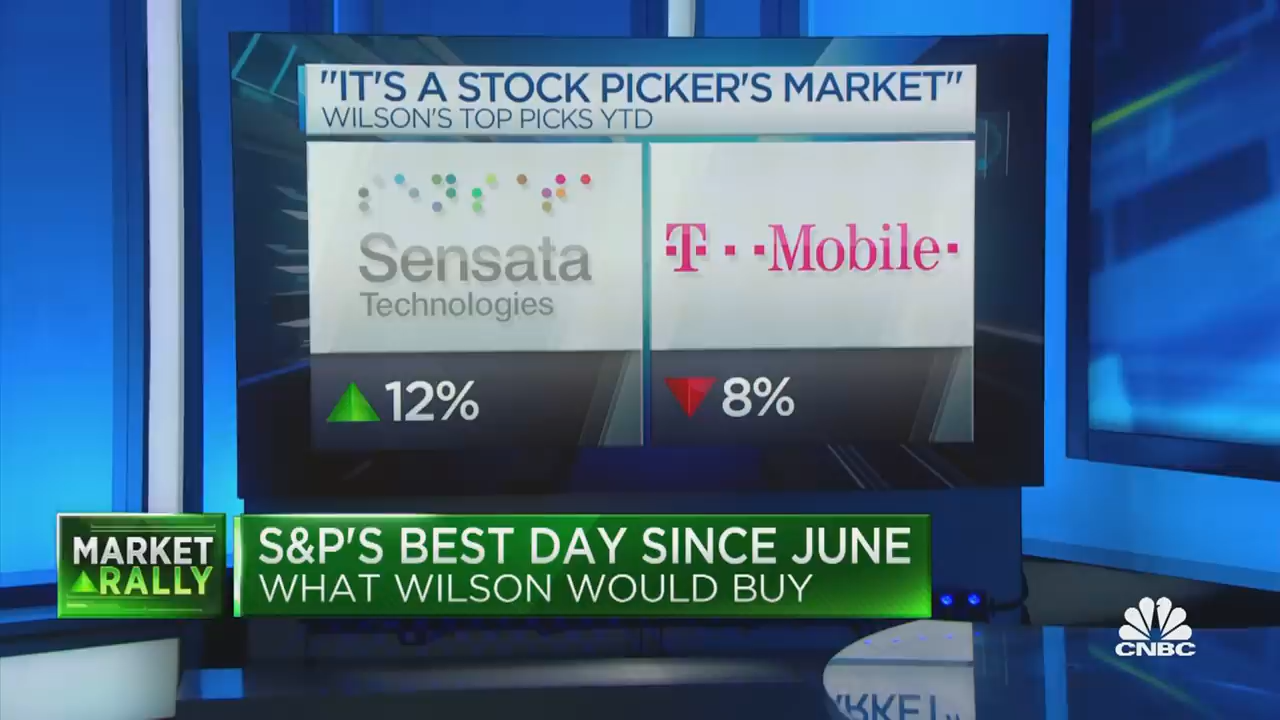 "IT'S A STOCK PICKER'S MARKET"
WILSON'S TOP PICKS YTD
Sensata
Technologies
T··Mobile·
12%
8%
MARKET
RALLY
S&P'S BEST DAY SINCE JUNE
WHAT WILSON WOULD BUY
CNBC